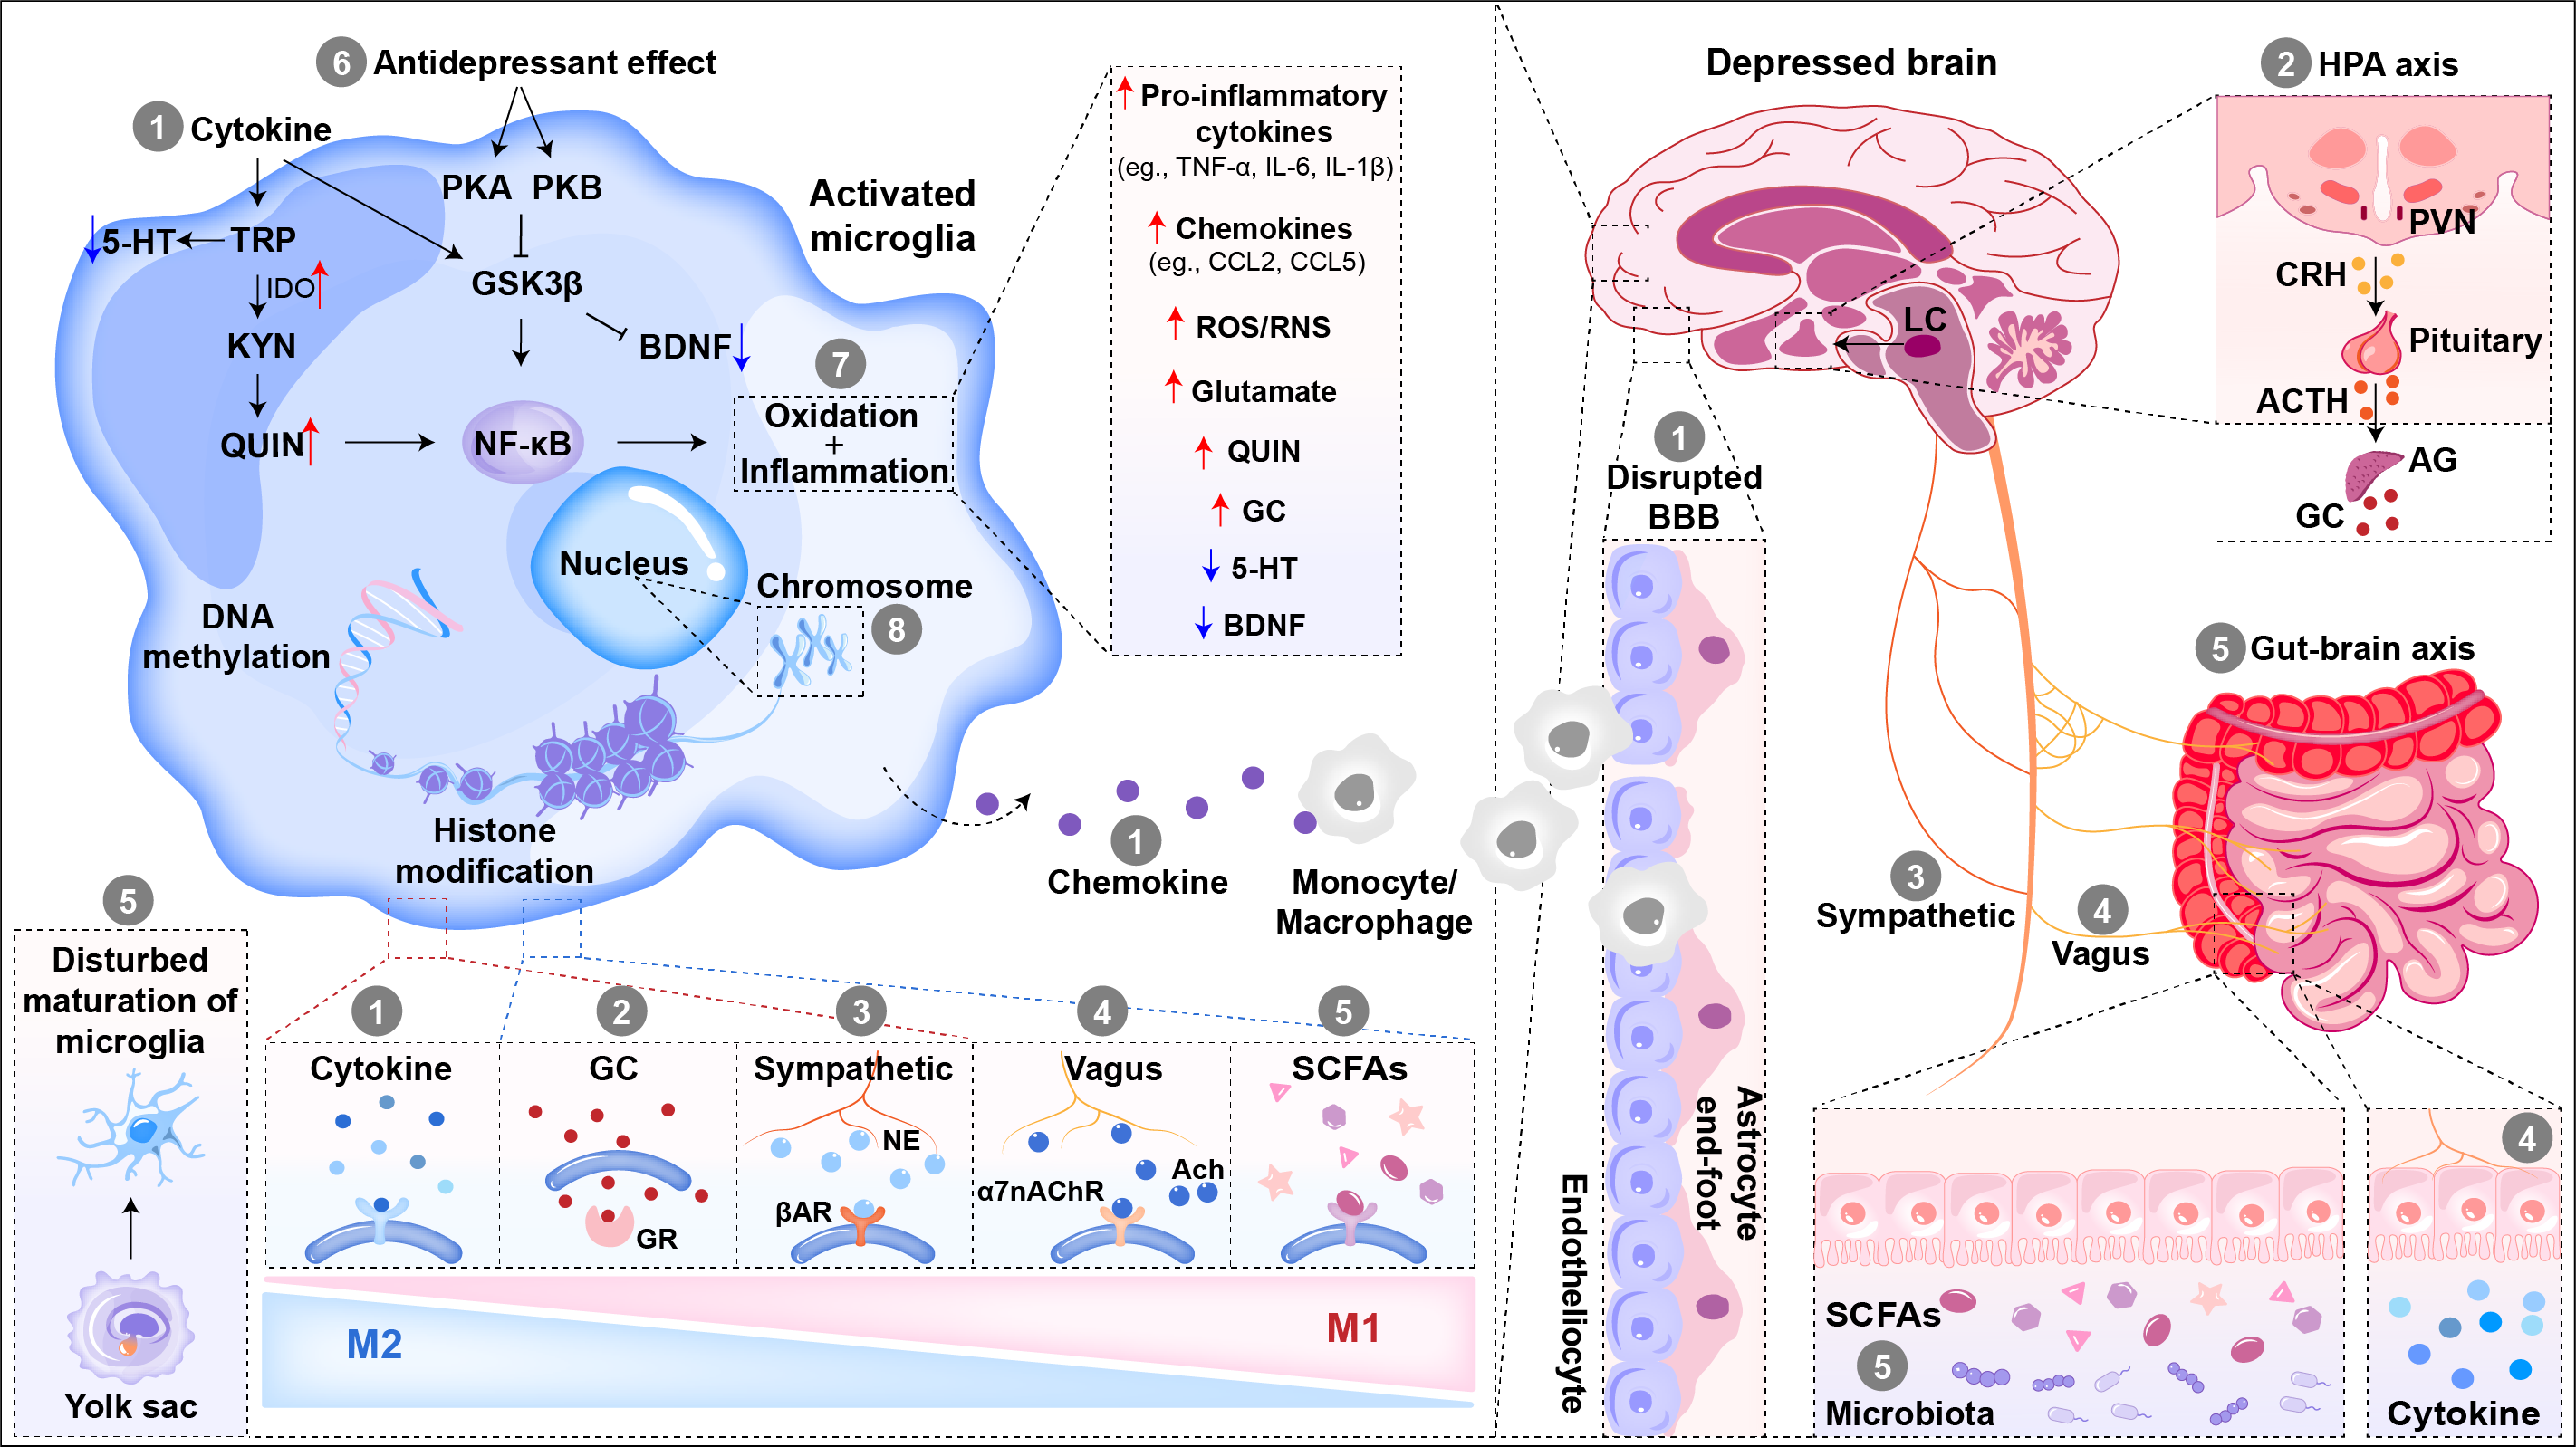 6 Antidepressant effect
1 Cytokine
PKA PKB
5-HT
TRP
IDO
KYN
QUIN
GSK3β
BDNF
NF-κB
7
Oxidation
+
Inflammation
Activated
microglia
Nucleus
Chromosome
8
DNA
methylation
Histone
modification
Pro-inflammatory
cytokines
(eg., TNF-α, IL-6, IL-1β)
Chemokines
(eg., CCL2, CCL5)
ROS/RNS
Glutamate
QUIN
GC
5-HT
BDNF
1
Chemokine
Monocyte/
Macrophage
5
Disturbed
maturation of
microglia
Yolk sac
1
Cytokine
2
GC
GR
3
Sympathetic
NE
βAR
4
Vagus
Ach
α7nAChR
5
SCFAs
M2
M1
Depressed brain
LC
1
Disrupted
BBB
Endotheliocyte
Astrocyte
end-foot
2 HPA axis
PVN
CRH
Pituitary
ACTH
AG
GC
5 Gut-brain axis
3
Sympathetic
4
Vagus
SCFAs
5
Microbiota
4
Cytokine